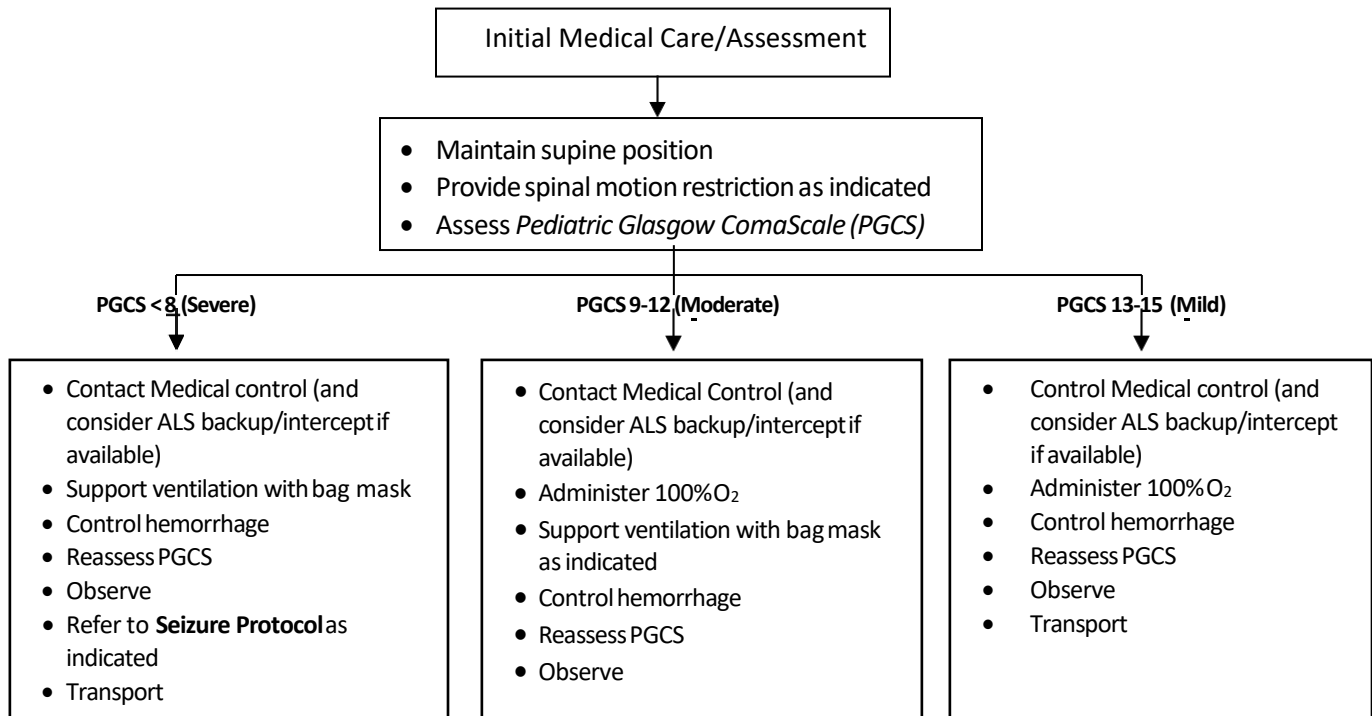 Initial Medical Care/Assessment
• Maintain supine position
• Provide spinal motion restriction as indicated
• Assess Pediatric Glasgow ComaScale (PGCS)
PGCS < 8 (Severe)
PGCS 9-12 (Moderate)
PGCS 13-15 (Mild)
• Contact Medical control (and
consider ALS backup/intercept if
available)
• Support ventilation with bag mask
• Control hemorrhage
• Reassess PGCS
• Observe
• Refer to Seizure Protocol as
indicated
• Transport
• Contact Medical Control (and
consider ALS backup/intercept if
available)
• Administer 100% O₂
• Support ventilation with bag mask
as indicated
• Control hemorrhage
• Reassess PGCS
• Observe
• Control Medical control (and
consider ALS backup/intercept
if available)
• Administer 100% O₂
• Control hemorrhage
• Reassess PGCS
• Observe
• Transport